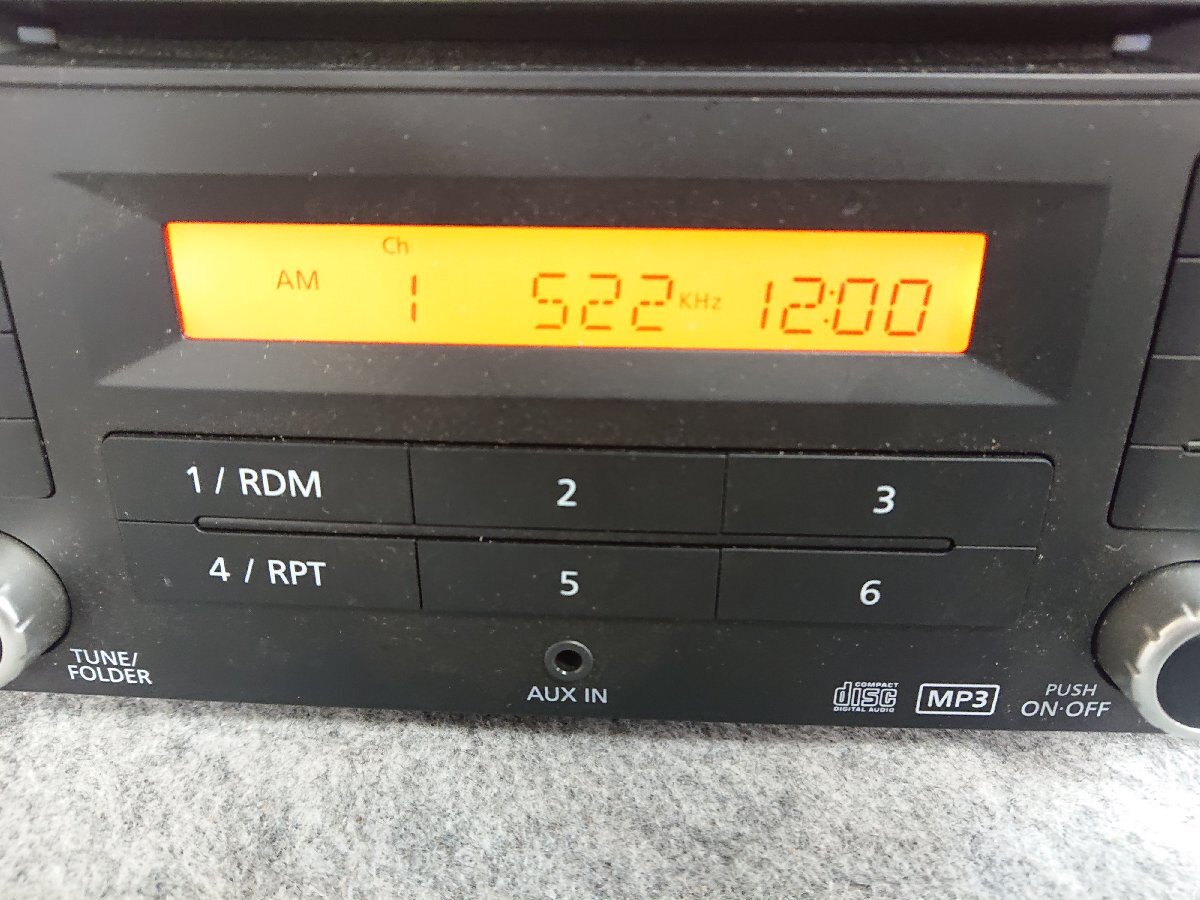 Ch
AM 1 522 KHz 12:00
1 / RDM 2 3
4 / RPT 5 6
TUNE/
FOLDER
AUX IN
COMPACT
disc
DIGITAL AUDIO
MP3
PUSH
ON·OFF